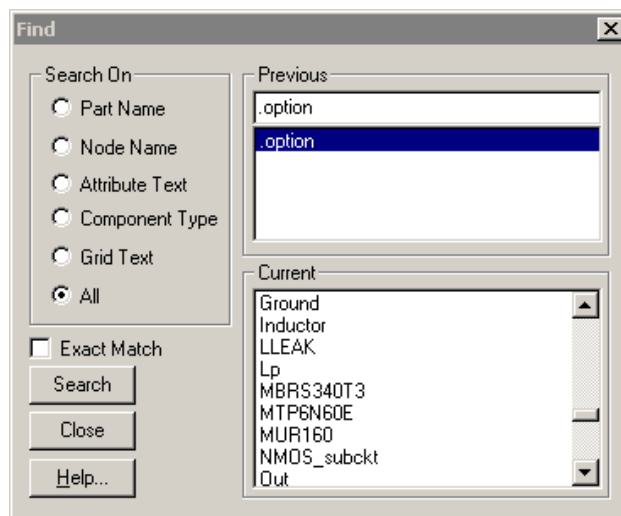 Find
Search On
Part Name
Node Name
Attribute Text
Component Type
Grid Text
All
Exact Match
Search
Close
Help...
Previous
.option
.option
Current
Ground
Inductor
LLEAK
Lp
MBRS340T3
MTP6N60E
MUR160
NMOS_subckt
Out